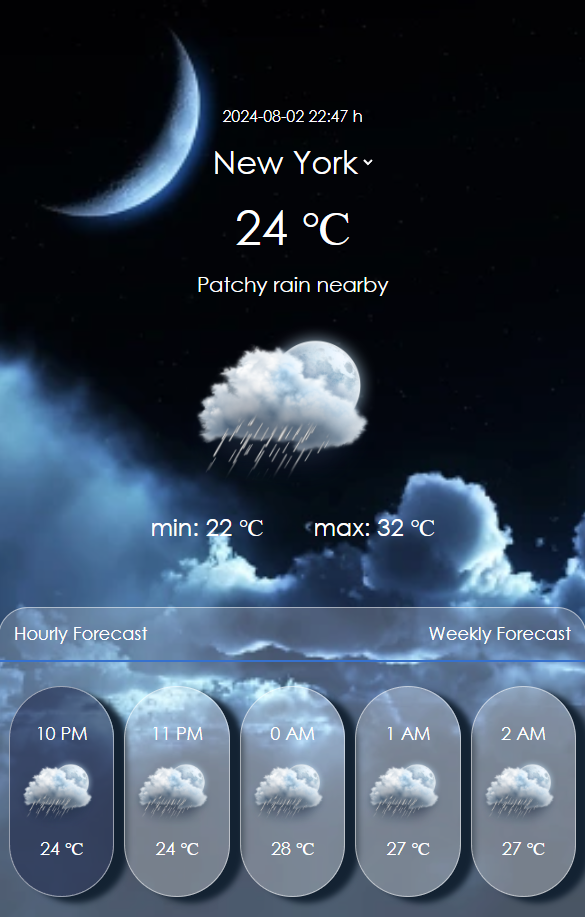 2024-08-02 22:47 h
New York
24 °C
Patchy rain nearby
min: 22 °C max: 32 °C
Hourly Forecast Weekly Forecast
10 PM 11 PM 0 AM 1 AM 2 AM
24 °C 24 °C 28 °C 27 °C 27 °C